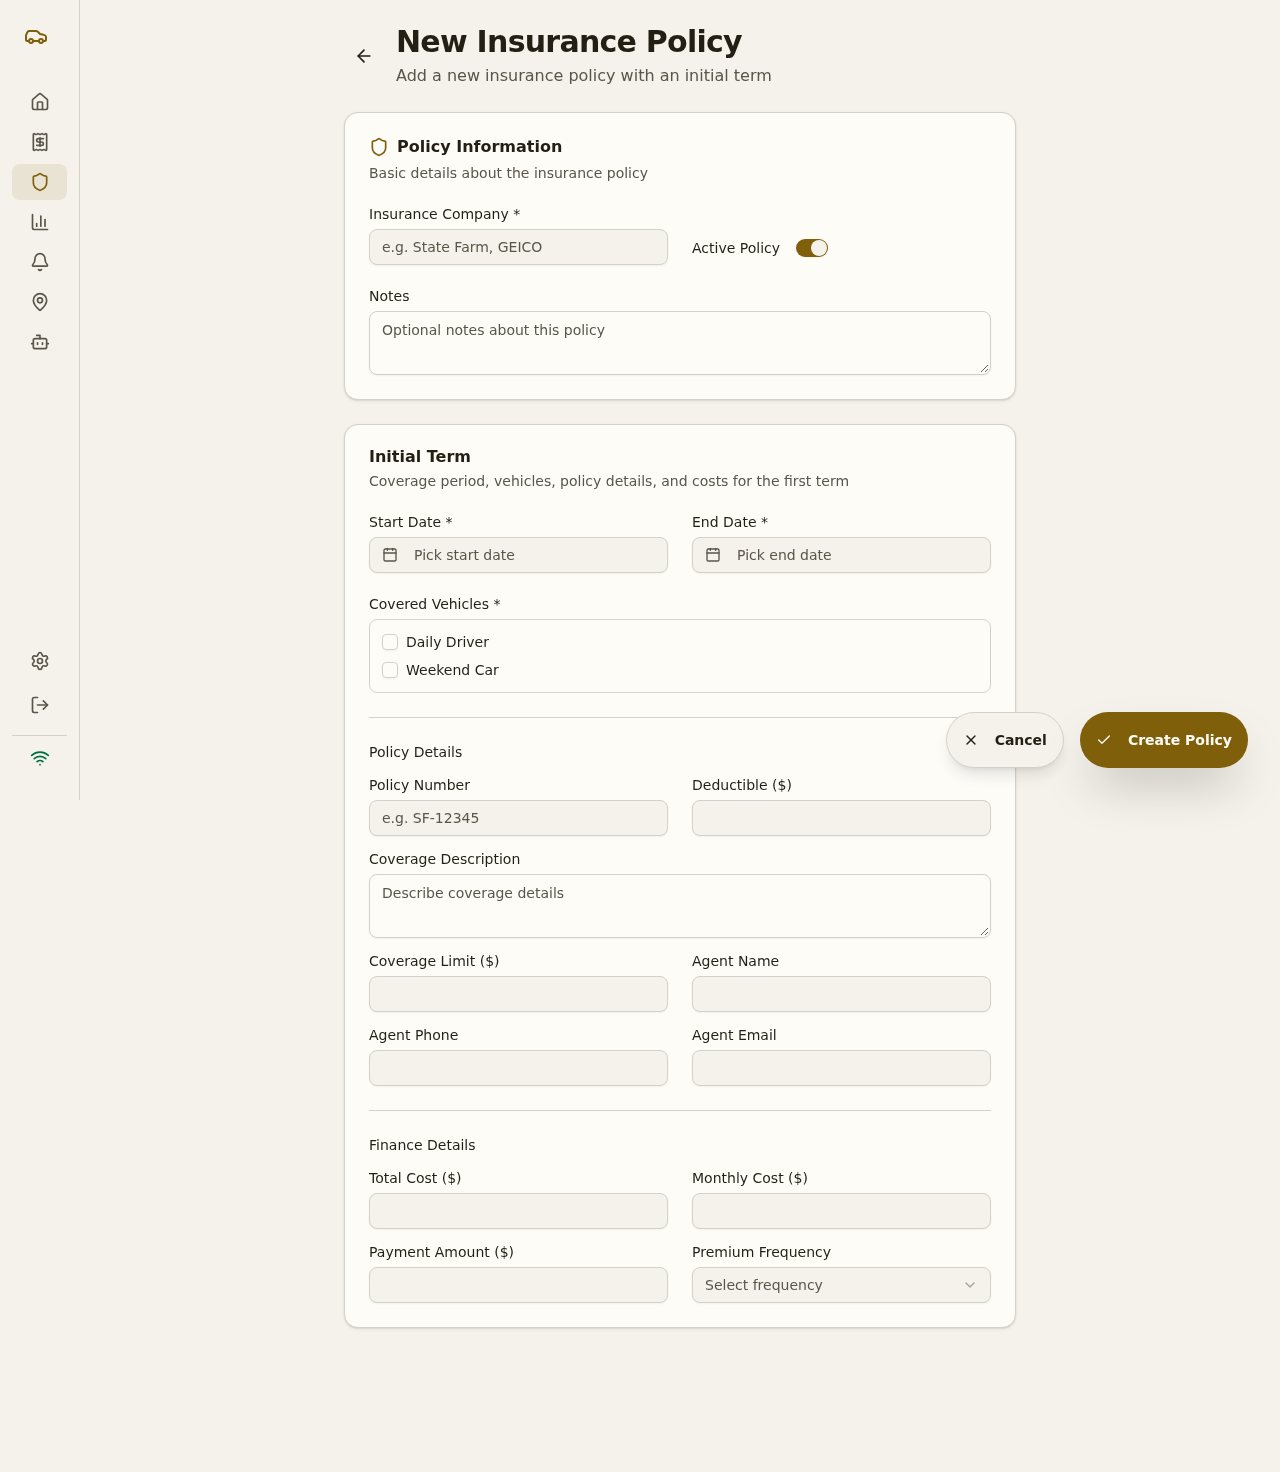 New Insurance Policy
Add a new insurance policy with an initial term
Policy Information
Basic details about the insurance policy
Insurance Company *
e.g. State Farm, GEICO
Active Policy
Notes
Optional notes about this policy
Initial Term
Coverage period, vehicles, policy details, and costs for the first term
Start Date *
End Date *
Pick start date
Pick end date
Covered Vehicles *
Daily Driver
Weekend Car
Cancel
Create Policy
Policy Details
Policy Number
Deductible ($)
e.g. SF-12345
Coverage Description
Describe coverage details
Coverage Limit ($)
Agent Name
Agent Phone
Agent Email
Finance Details
Total Cost ($)
Monthly Cost ($)
Payment Amount ($)
Premium Frequency
Select frequency